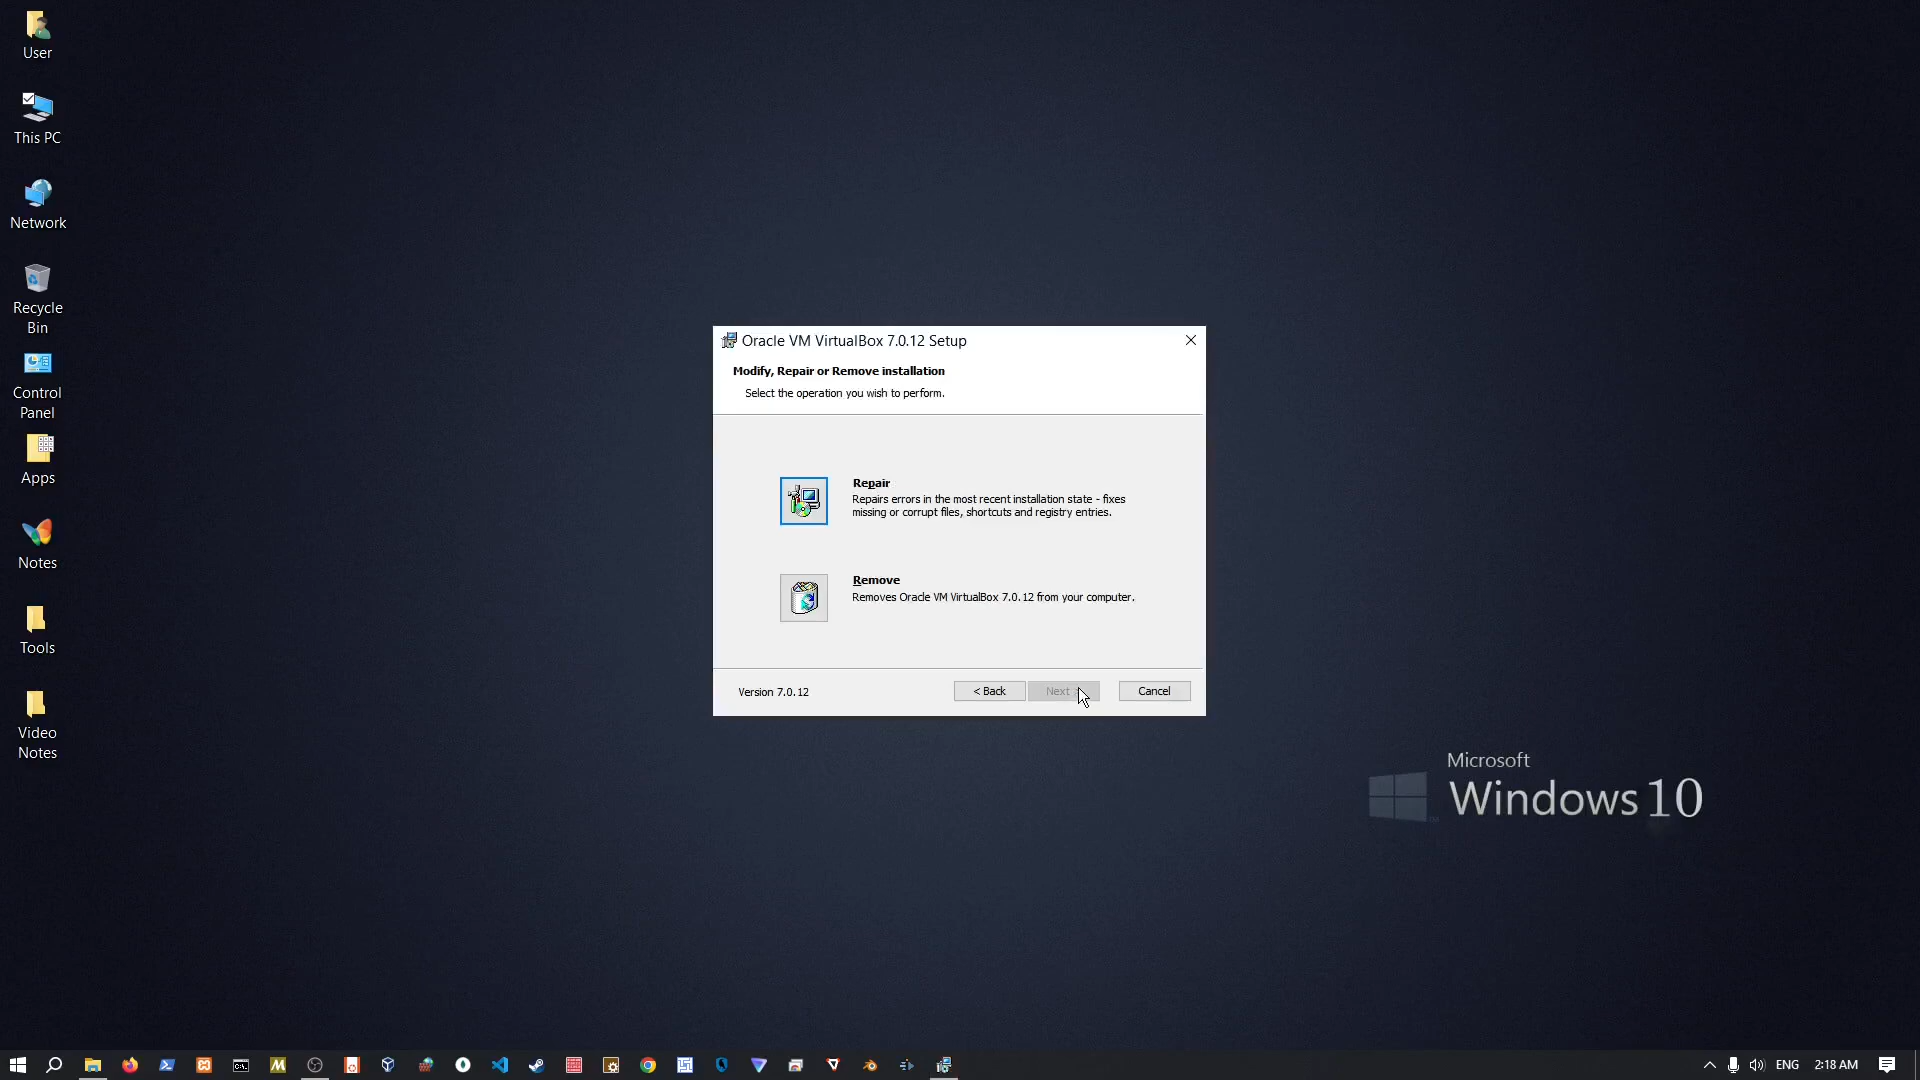 User
This PC
Network
Recycle
Bin
Control
Panel
Apps
Notes
Tools
Video
Notes
Oracle VM VirtualBox 7.0.12 Setup
Modify, Repair or Remove installation
Select the operation you wish to perform.
Repair
Repairs errors in the most recent installation state - fixes
missing or corrupt files, shortcuts and registry entries.
Remove
Removes Oracle VM VirtualBox 7.0.12 from your computer.
Version 7.0.12
< Back
Next
Cancel
Microsoft
Windows 10
ENG
2:18 AM